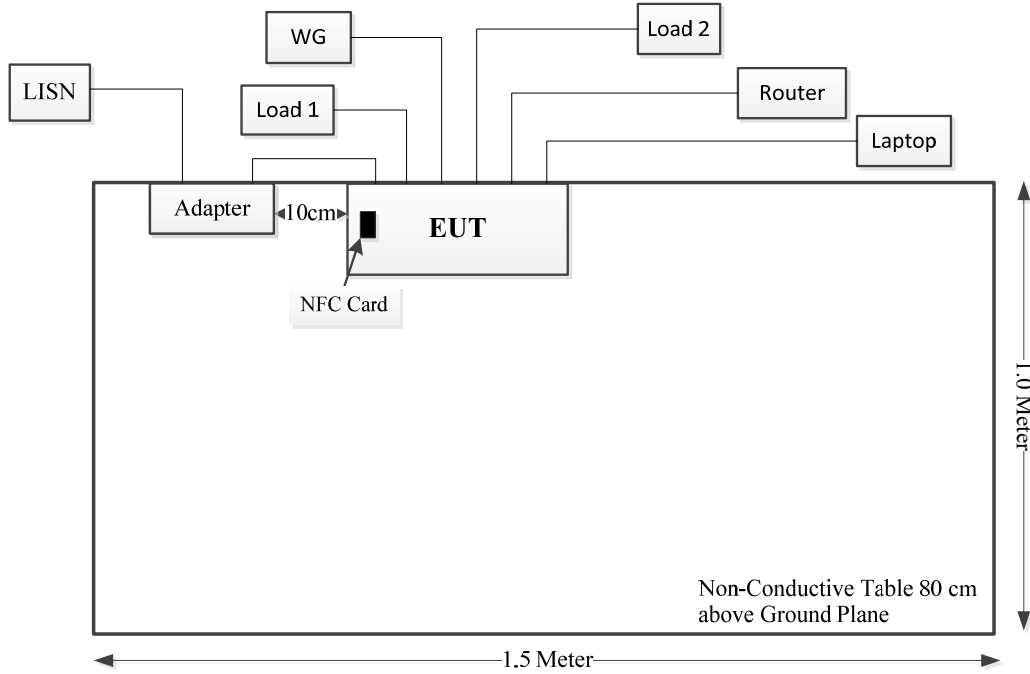 WG
Load 2
LISN
Load 1
Router
Laptop
Adapter
10cm
EUT
NFC Card
1.0 Meter
Non-Conductive Table 80 cm
above Ground Plane
1.5 Meter